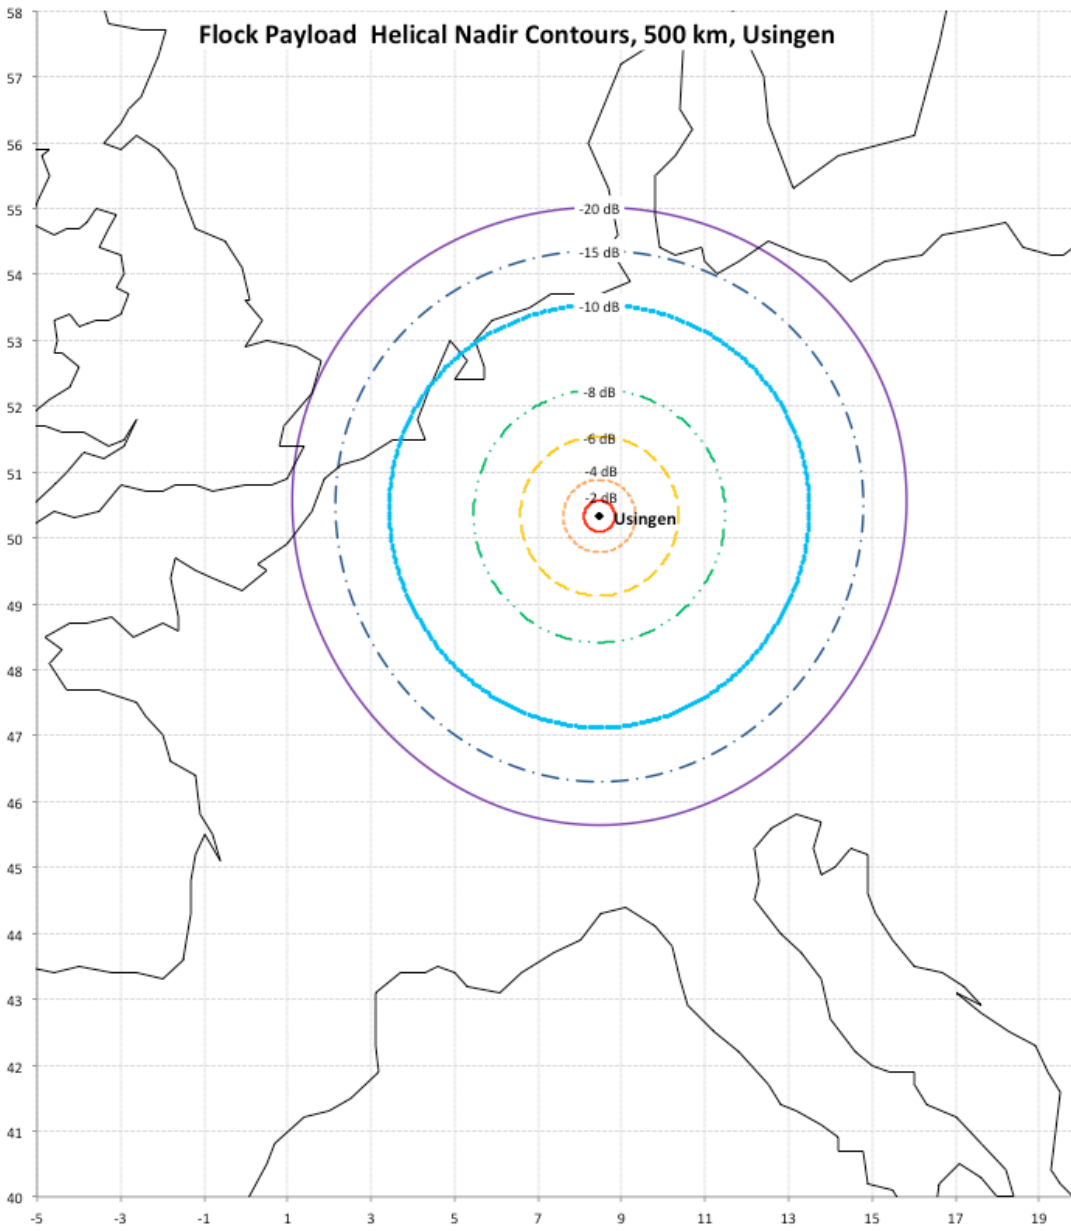 Flock Payload  Helical Nadir Contours, 500 km, Usingen
58
57
56
55
54
53
52
51
50
49
48
47
46
45
44
43
42
41
40
-20 dB
-15 dB
-10 dB
-8 dB
-6 dB
-4 dB
-2 dB
Usingen
-5 -3 -1 1 3 5 7 9 11 13 15 17 19